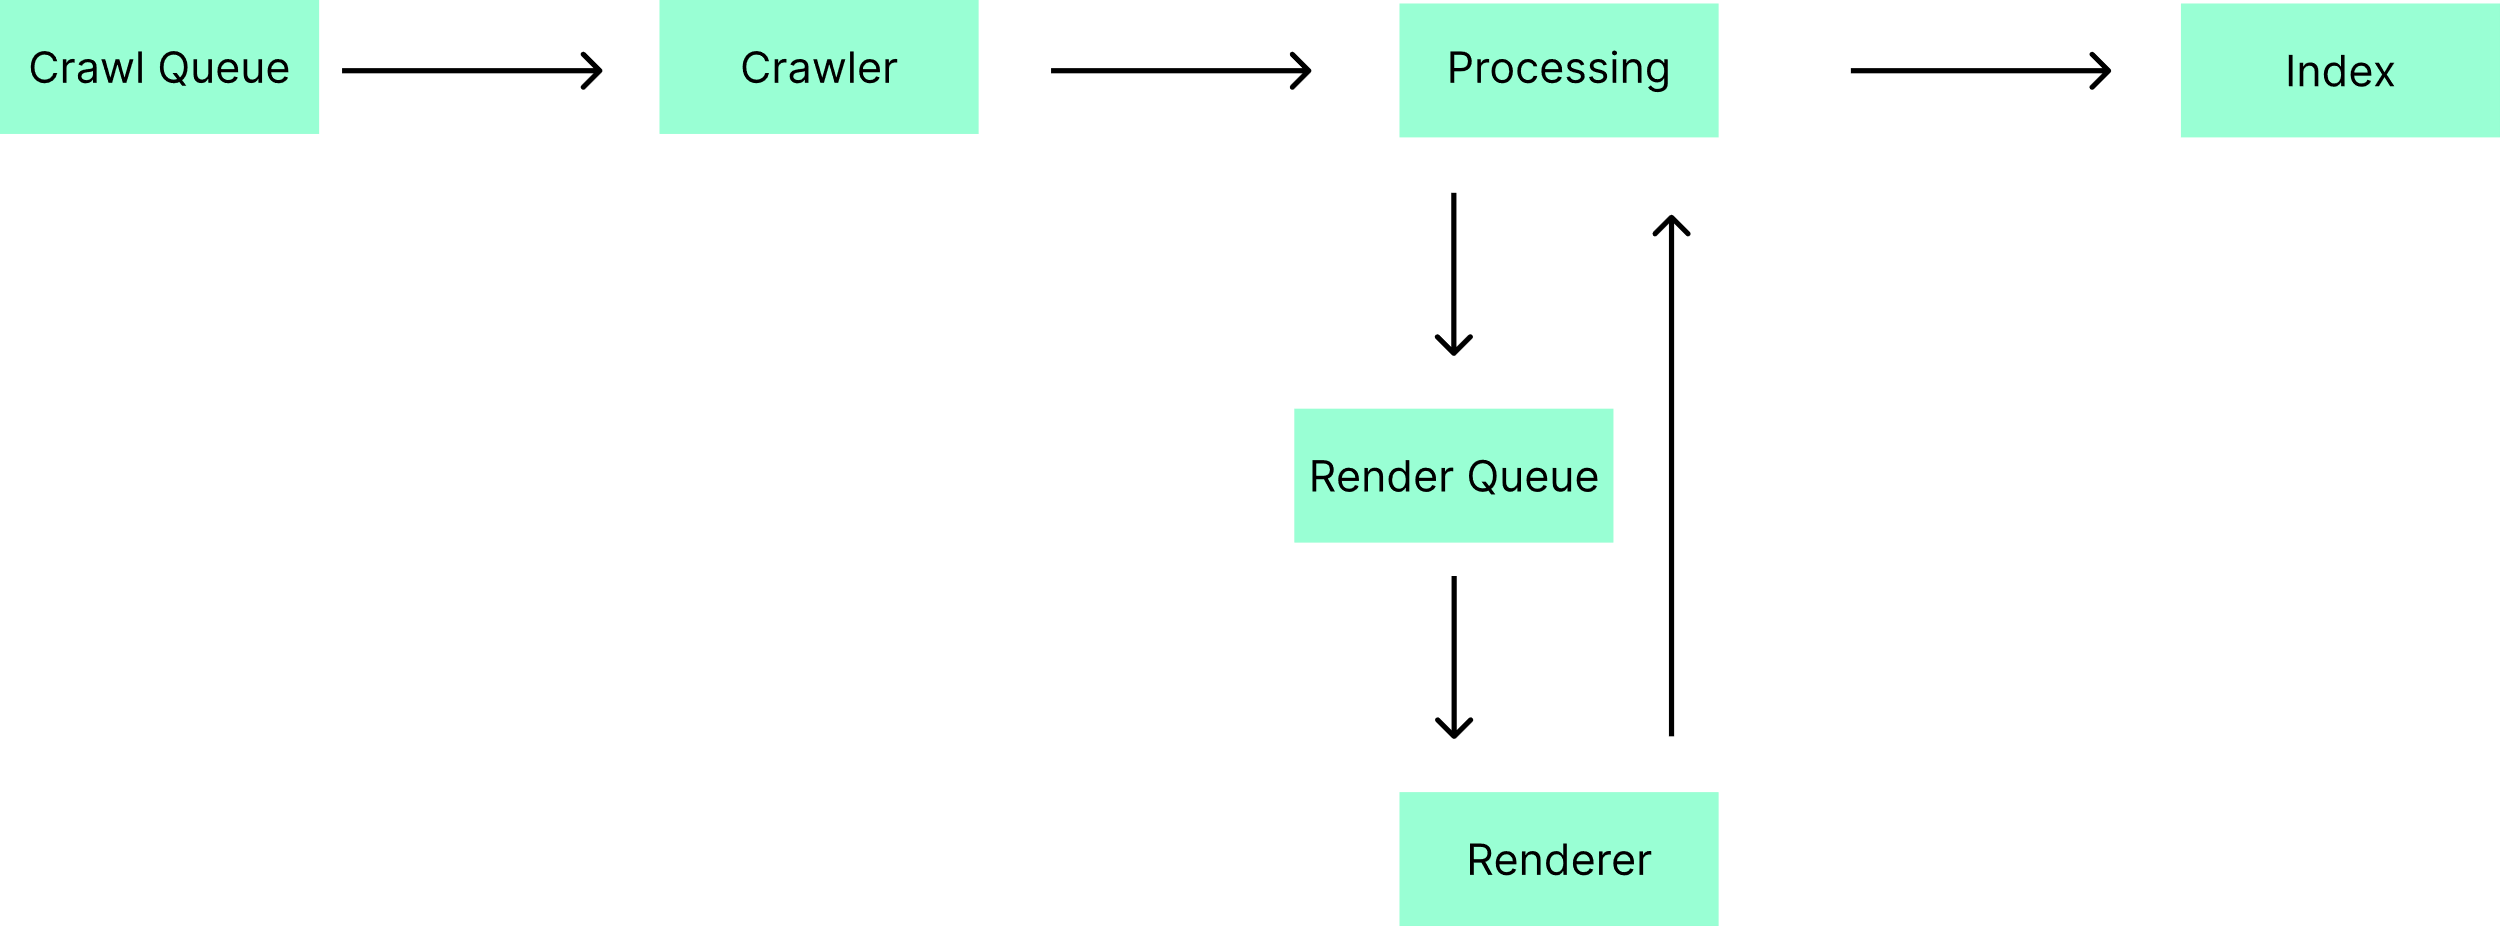 Crawl Queue
Crawler
Processing
Index
Render Queue
Renderer